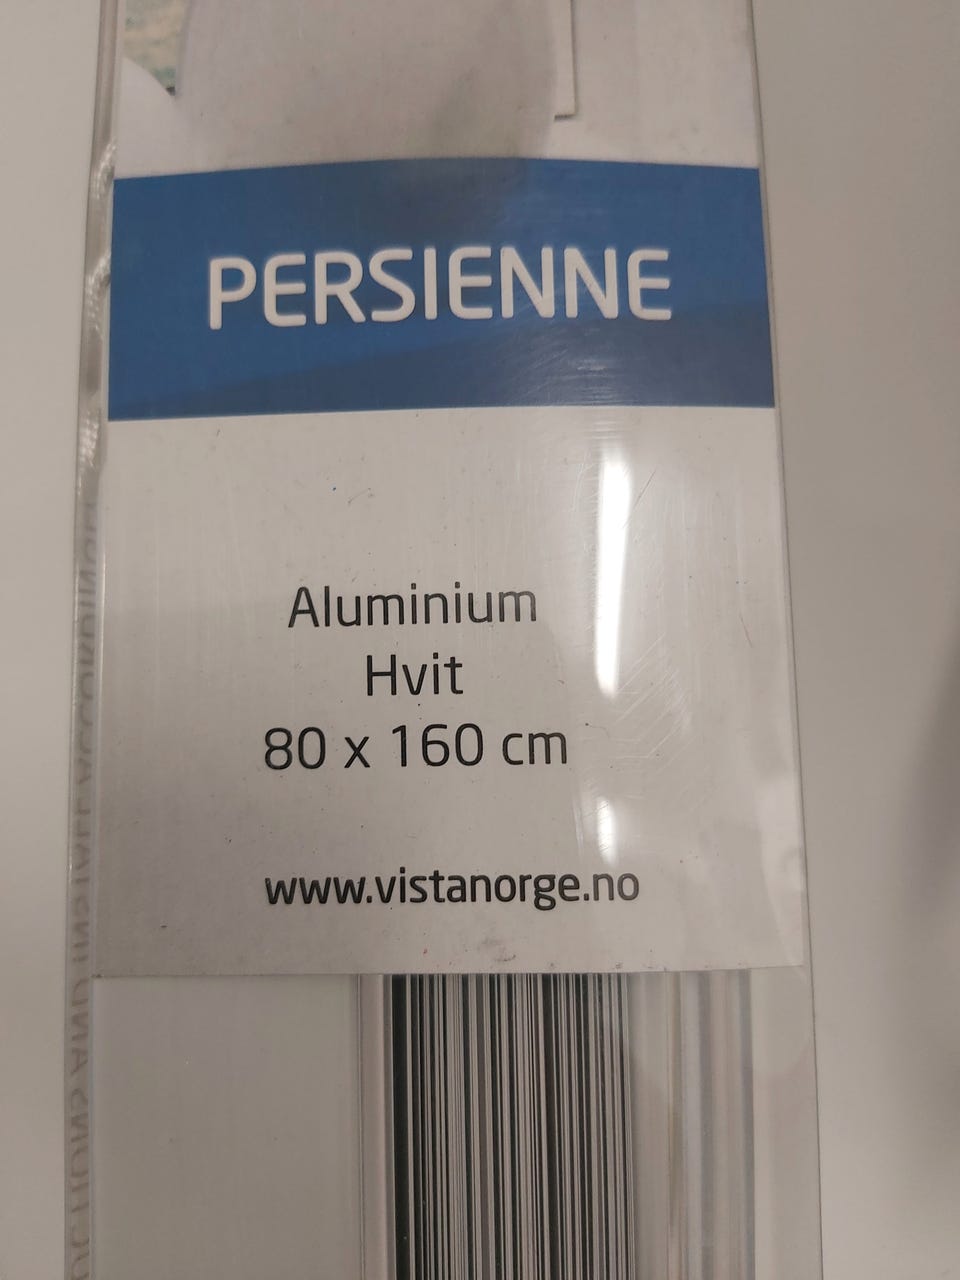 PERSIENNE
Aluminium
Hvit
80 x 160 cm
www.vistanorge.no